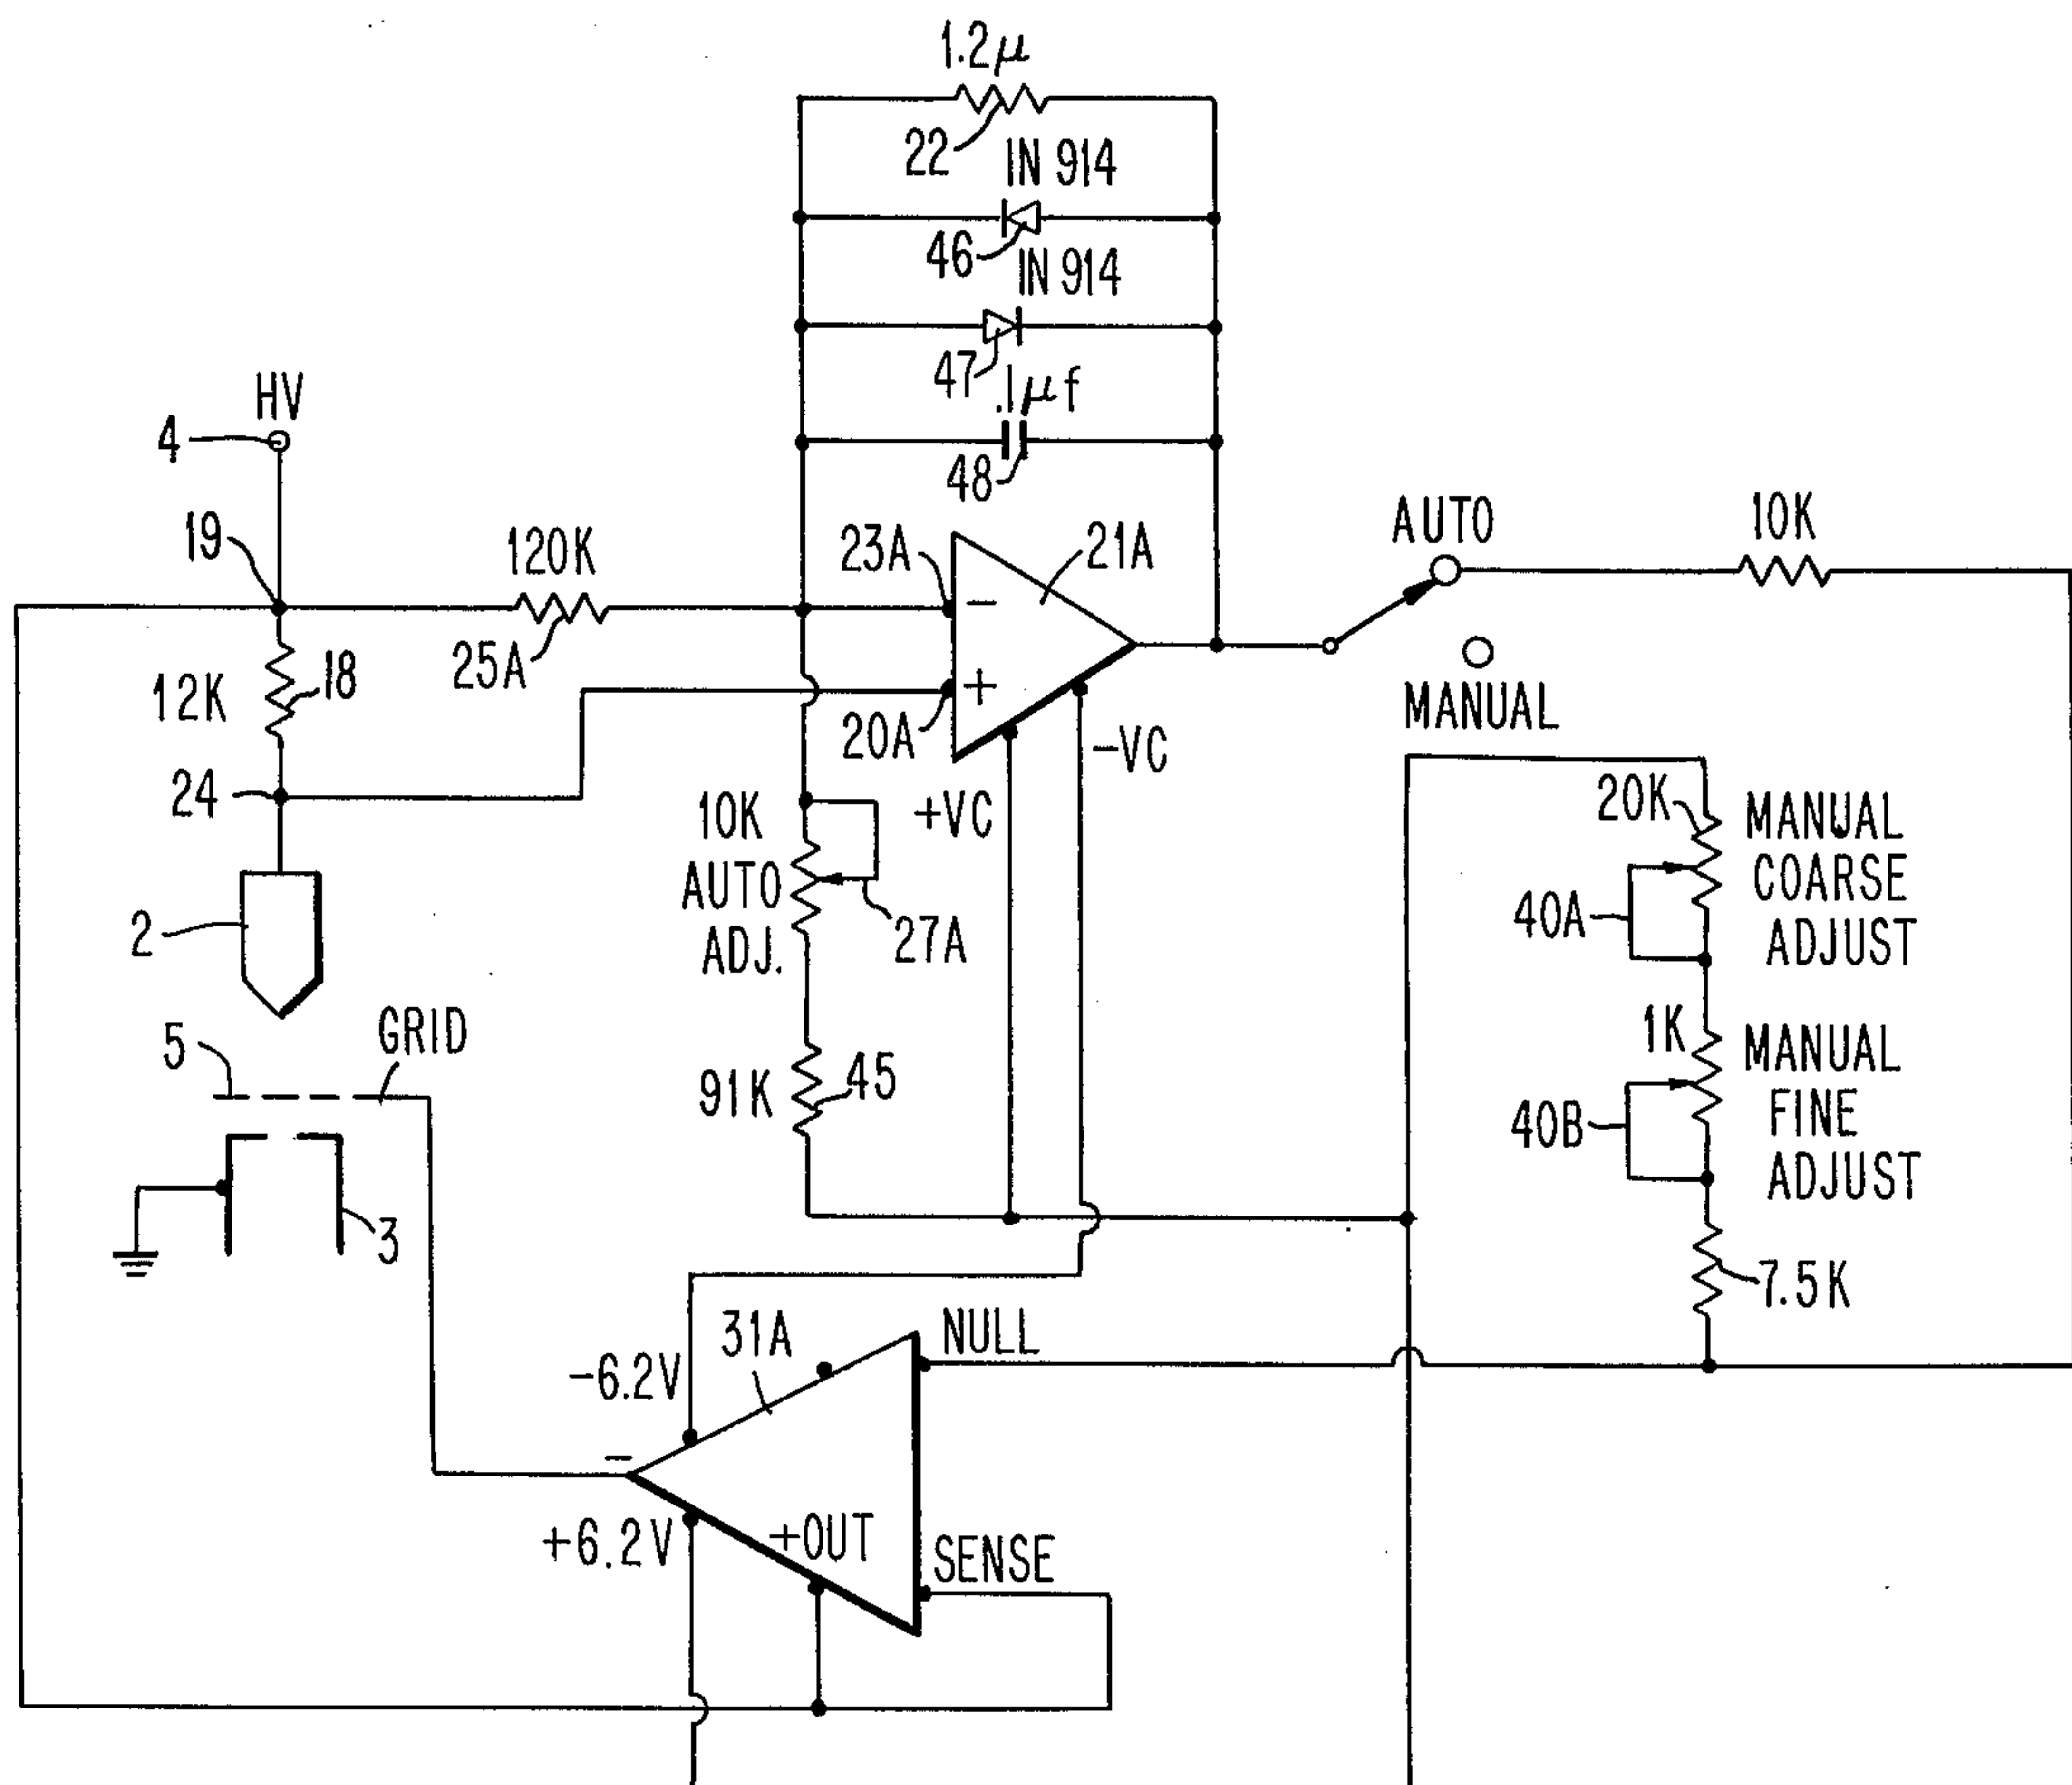 1.2μ
22
IN 914
46
IN 914
47
.1μf
48
HV
4
19
120K
25A
23A
21A
AUTO
10K
12K
18
20A
MANUAL
-VC
24
+VC
10K
AUTO
ADJ.
27A
20K
MANUAL
COARSE
ADJUST
40A
2
5
GRID
91K
45
1K
MANUAL
FINE
ADJUST
40B
3
7.5K
NULL
31A
-6.2V
-
+
-
+6.2V
+OUT
SENSE